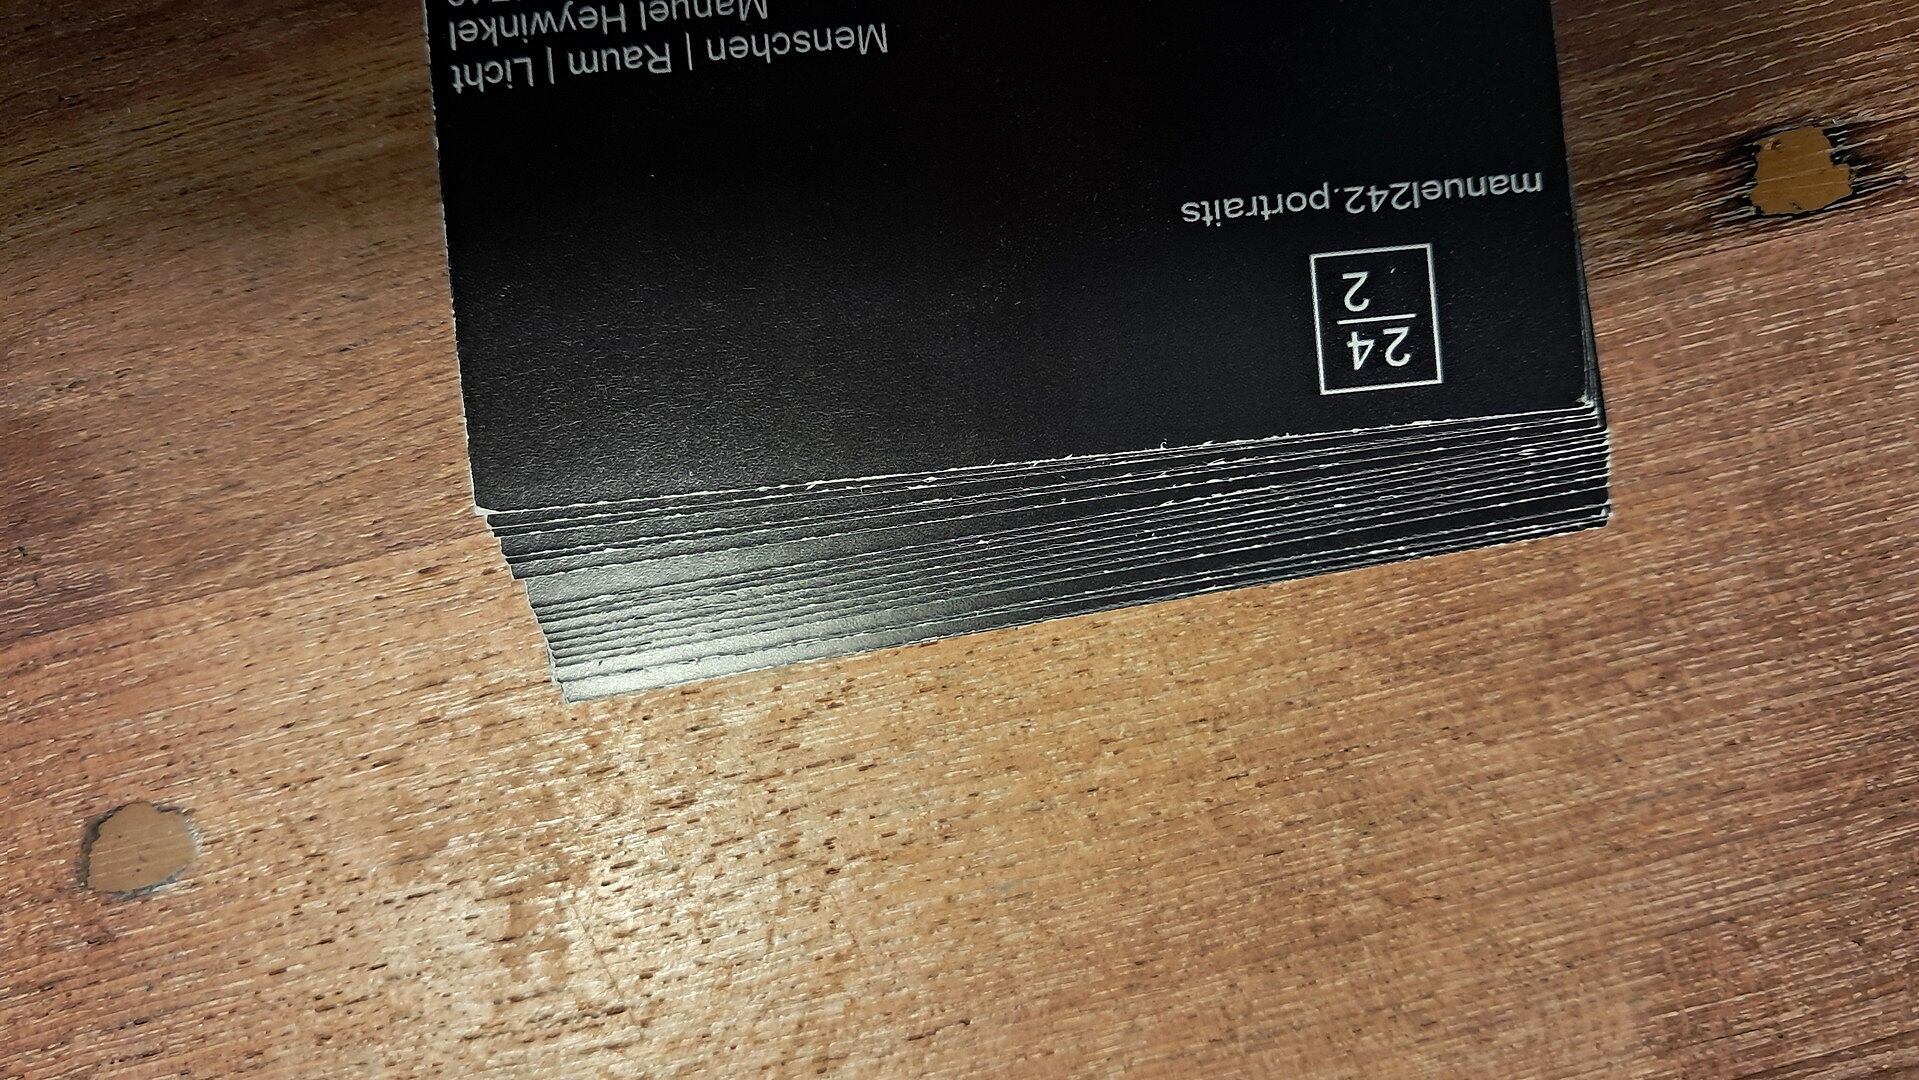 24
2
manuel242.portraits
Menschen | Raum | Licht
Manuel Heywinkel